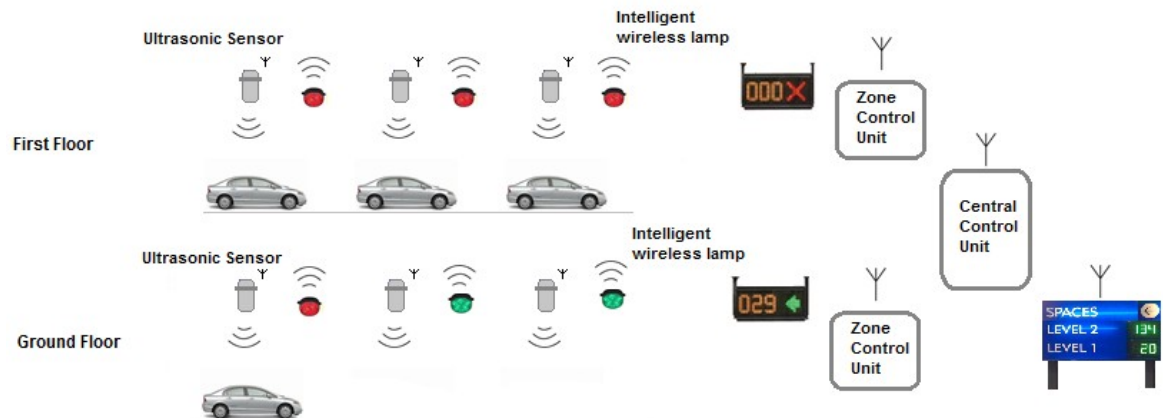 Intelligent
wireless lamp
Ultrasonic Sensor
000
Zone
Control
Unit
First Floor
Central
Control
Unit
Intelligent
wireless lamp
Ultrasonic Sensor
029
Zone
Control
Unit
Ground Floor
SPACES
LEVEL 2 134
LEVEL 1 20